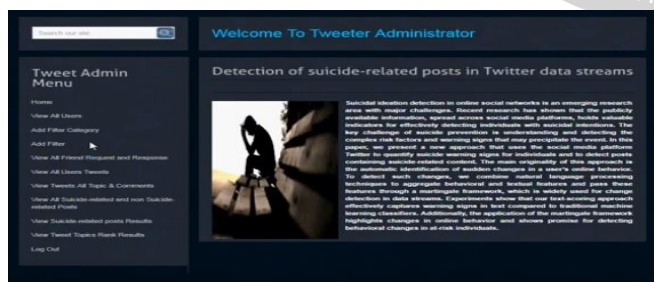 Search our site
Welcome To Tweeter Administrator
Tweet Admin
Menu
Home
View All Users
Add Filter Category
Add Filter
View All Friend Request and Response
View All Users Tweets
View Tweets All Topic & Comments
View All Suicide-related and non Suicide-
related Posts
View Suicide-related posts Results
View Tweet Topics Rank Results
Log Out
Detection of suicide-related posts in Twitter data streams
Suicidal ideation detection in online social networks is an emerging research
area with major challenges. Recent research has shown that the publicly
available information, spread across social media platforms, holds valuable
indicators for effectively detecting individuals with suicidal intentions. The
key challenge of suicide prevention is understanding and detecting the
complex risk factors and warning signs that may precipitate the event. In this
paper, we present a new approach that uses the social media platform
Twitter to quantify suicide warning signs for individuals and to detect posts
containing suicide-related content. The main originality of this approach is
the automatic identification of sudden changes in a user's online behavior.
To detect such changes, we combine natural language processing
techniques to aggregate behavioral and textual features and pass these
features through a martingale framework, which is widely used for change
detection in data streams. Experiments show that our text-scoring approach
effectively captures warning signs in text compared to traditional machine
learning classifiers. Additionally, the application of the martingale framework
highlights changes in online behavior and shows promise for detecting
behavioral changes in at-risk individuals.